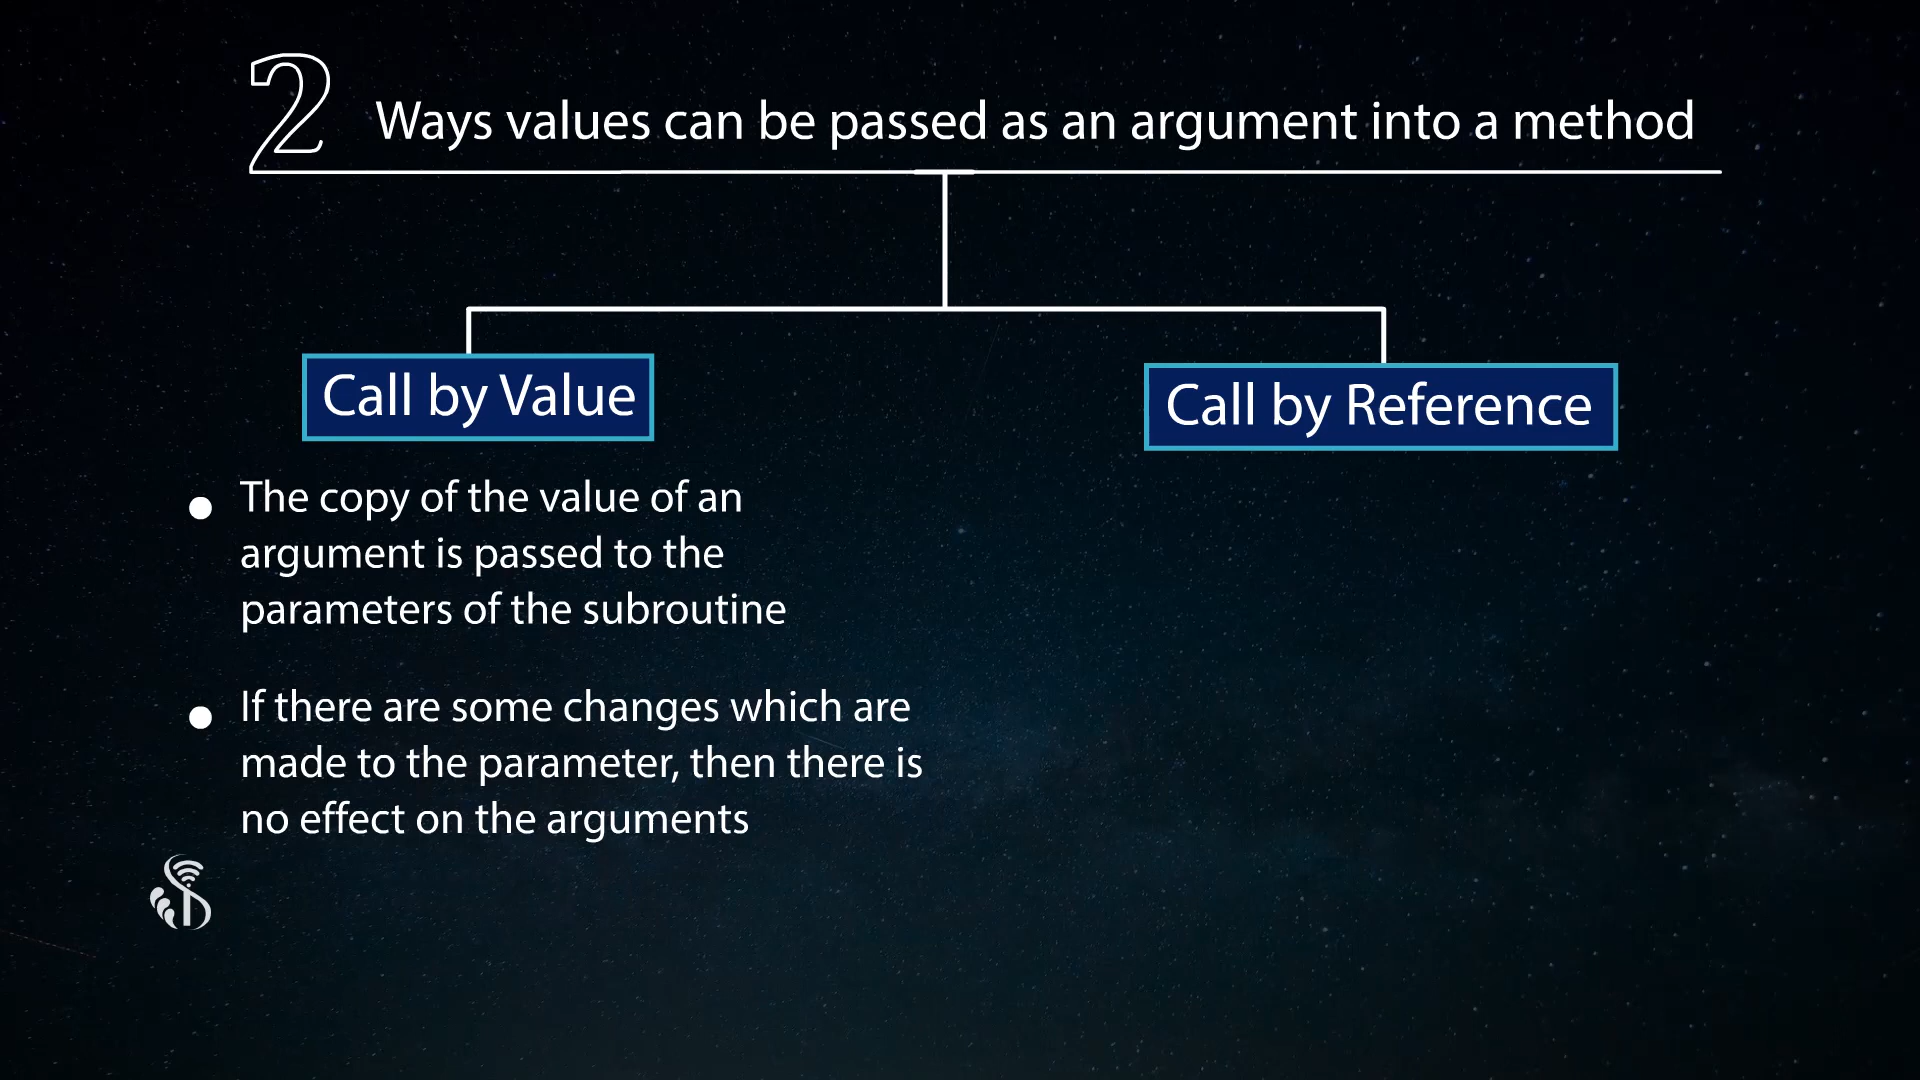 2 Ways values can be passed as an argument into a method
Call by Value
The copy of the value of an
argument is passed to the
parameters of the subroutine
If there are some changes which are
made to the parameter, then there is
no effect on the arguments
Call by Reference